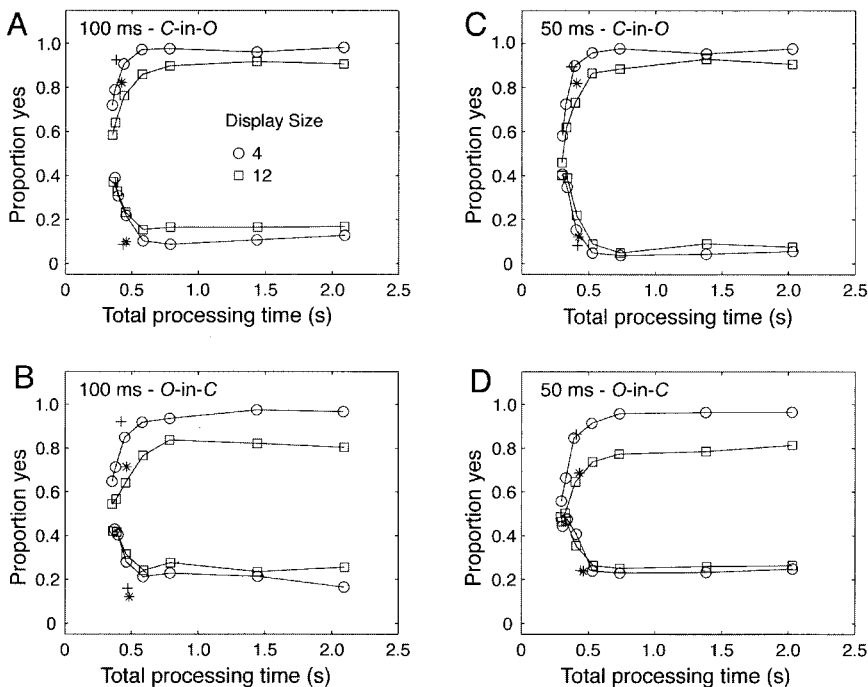 A
100 ms - C-in-O
Proportion yes
1.0
0.8
0.6
0.4
0.2
0
Display Size
4
12
0 0.5 1.0 1.5 2.0 2.5
Total processing time (s)
C
50 ms - C-in-O
Proportion yes
1.0
0.8
0.6
0.4
0.2
0
0 0.5 1.0 1.5 2.0 2.5
Total processing time (s)
B
100 ms - O-in-C
Proportion yes
1.0
0.8
0.6
0.4
0.2
0
0 0.5 1.0 1.5 2.0 2.5
Total processing time (s)
D
50 ms - O-in-C
Proportion yes
1.0
0.8
0.6
0.4
0.2
0
0 0.5 1.0 1.5 2.0 2.5
Total processing time (s)